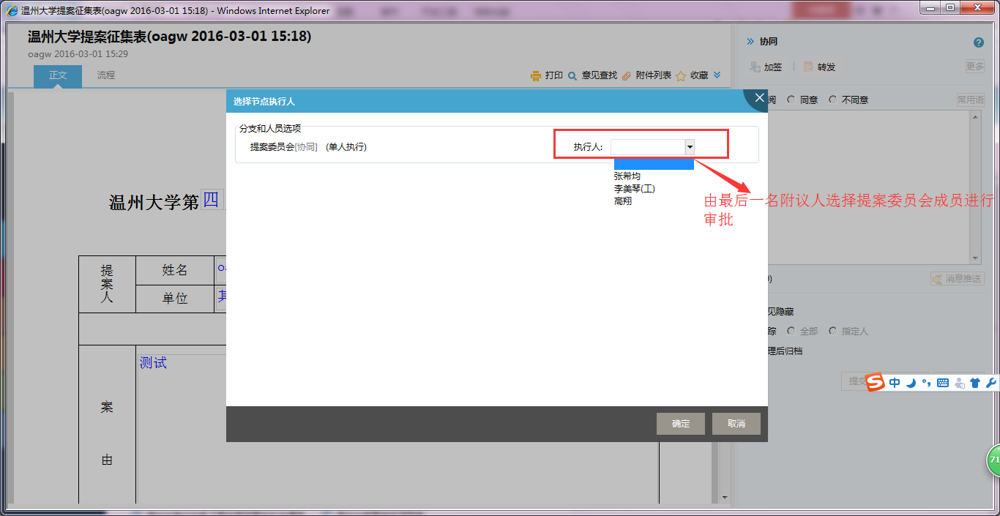 温州大学提案征集表(oagw 2016-03-01 15:18) - Windows Internet Explorer
温州大学提案征集表(oagw 2016-03-01 15:18)
oagw 2016-03-01 15:29
正文 流程
打印 意见查找 附件列表 收藏
协同
加签 转发 更多
阅 同意 不同意 常用语
选择节点执行人
分支和人员选项
提案委员会[协同] (单人执行) 执行人:
张希均
李美琴(工)
高翔
由最后一名附议人选择提案委员会成员进行
审批
温州大学第 四
提案人 姓名
单位 其
消息推送
见隐藏
踪 全部 指定人
理后归档
测试
案
由
提交
中
确定 取消
71